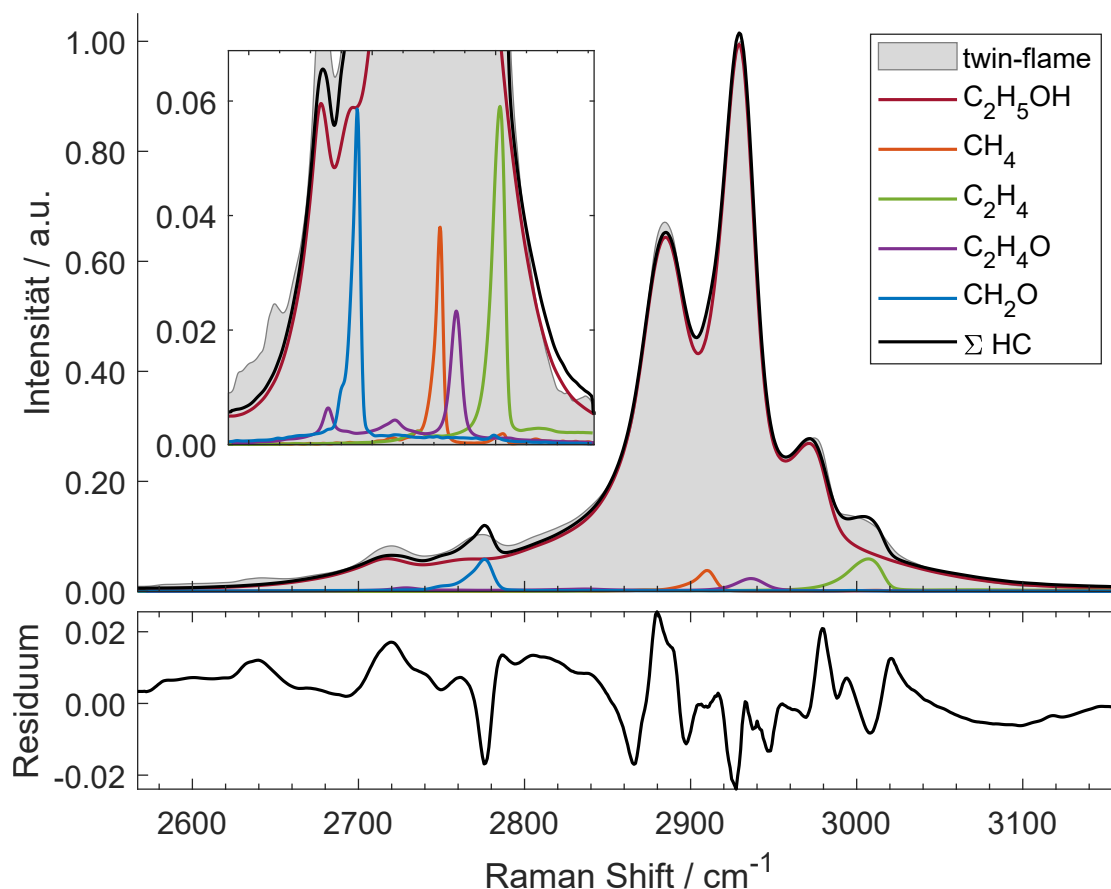 Intensität / a.u.
1.00
0.80
0.60
0.40
0.20
0.00
0.06
0.04
0.02
0.00
twin-flame
C₂H₅OH
CH₄
C₂H₄
C₂H₄O
CH₂O
Σ HC
Residuum
0.02
0.00
-0.02
2600 2700 2800 2900 3000 3100
Raman Shift / cm⁻¹